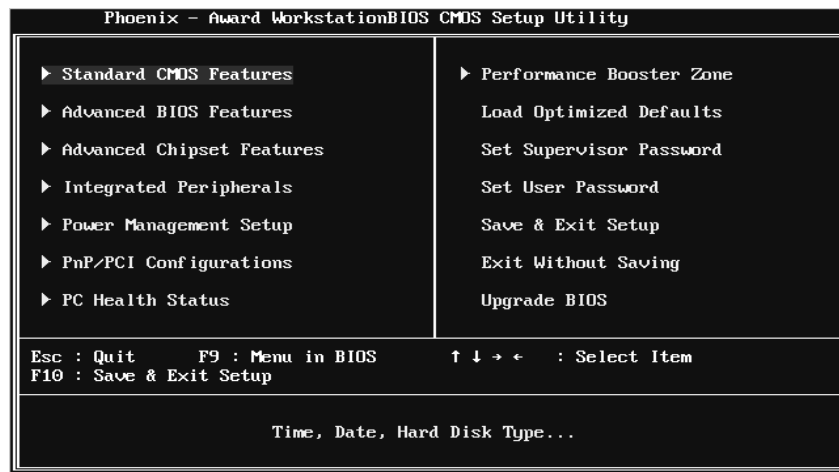 Phoenix - Award WorkstationBIOS CMOS Setup Utility
▶ Standard CMOS Features
▶ Advanced BIOS Features
▶ Advanced Chipset Features
▶ Integrated Peripherals
▶ Power Management Setup
▶ PnP/PCI Configurations
▶ PC Health Status
▶ Performance Booster Zone
Load Optimized Defaults
Set Supervisor Password
Set User Password
Save & Exit Setup
Exit Without Saving
Upgrade BIOS
Esc : Quit F9 : Menu in BIOS ↑ ↓ → ← : Select Item
F10 : Save & Exit Setup
Time, Date, Hard Disk Type...